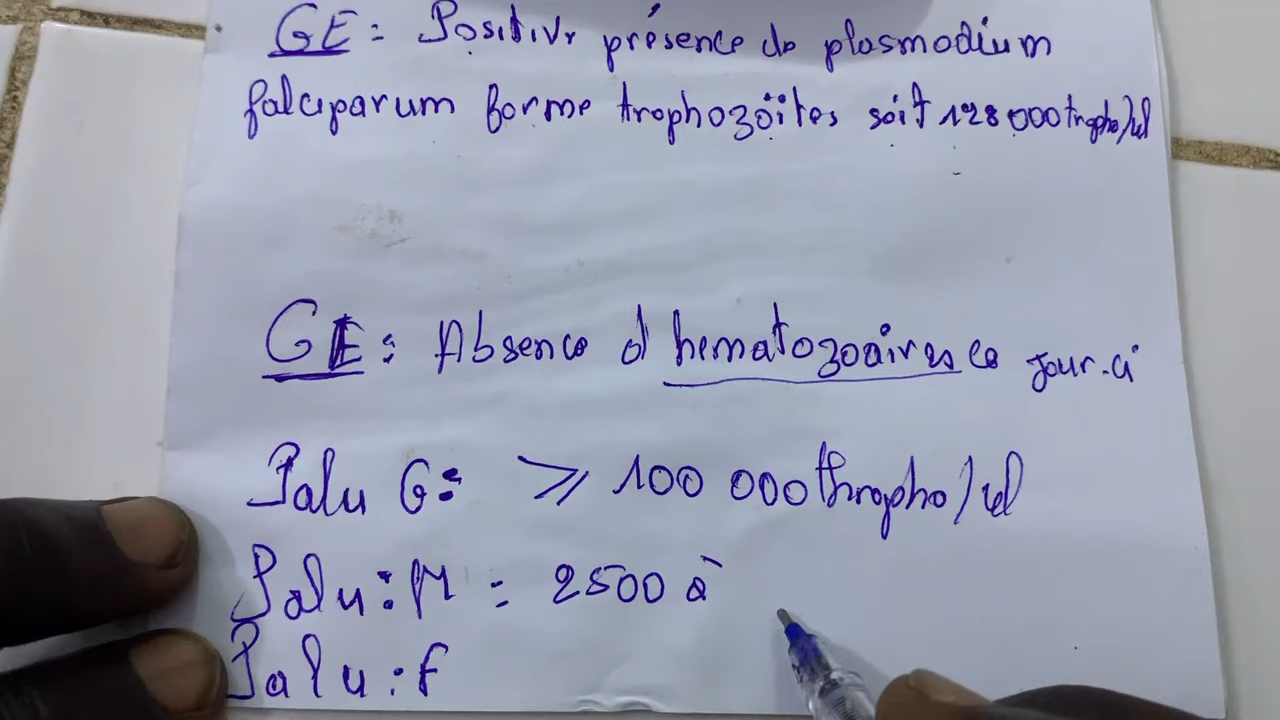 GE = Positive présence de plasmodium
falciparum forme trophozoïtes soit 128 000 tropho/ul
GE : Absence d'hematozoaires ce jour-ci
Palu G : ≥ 100 000 thropho/ul
Palu : M = 2500 à
Palu : f